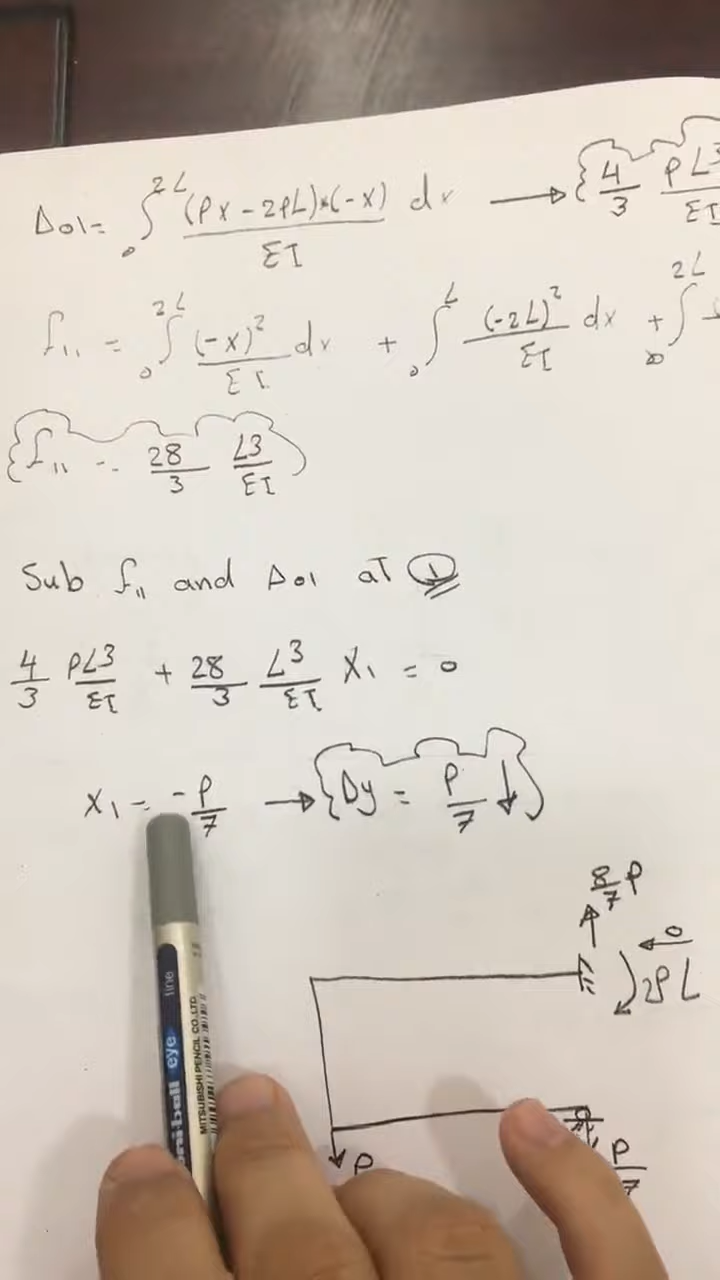 Δ01 = ∫₀^2L (Px - 2PL)*(-x) / EI dx → 4/3 PL³/EI
f₁₁ = ∫₀^2L (-x)²/EI dx + ∫₀^L (-2L)²/EI dx + ∫₀^2L
f₁₁ = 28/3 L3/EI
Sub f₁₁ and Δ01 at 1
4/3 PL3/EI + 28/3 L3/EI X₁ = 0
X₁ = -P/7 → Dy = P/7 ↓
8/7 P
0
2PL
P
P/7
uni-ball eye fine
MITSUBISHI PENCIL CO.LTD